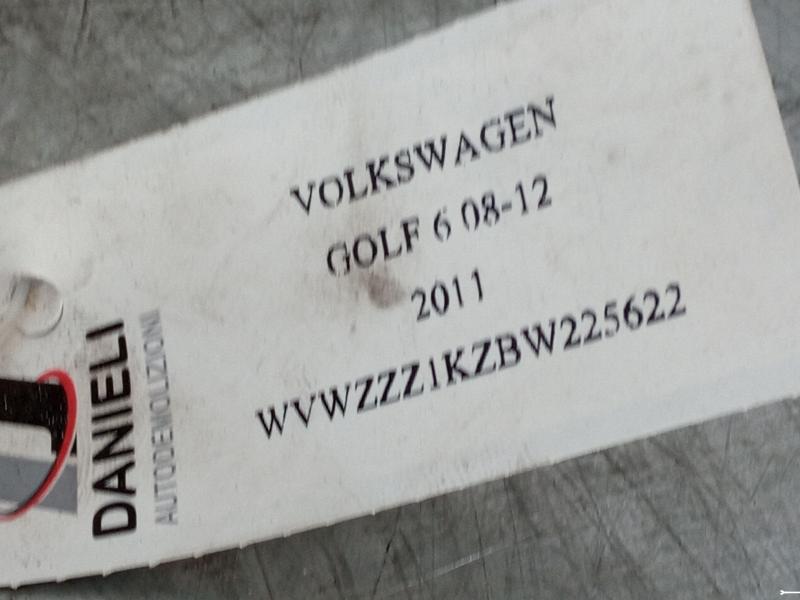 VOLKSWAGEN
GOLF 6 08-12
2011
WVWZZZ1KZBW225622
DANIELI
AUTODEMOLIZIONI